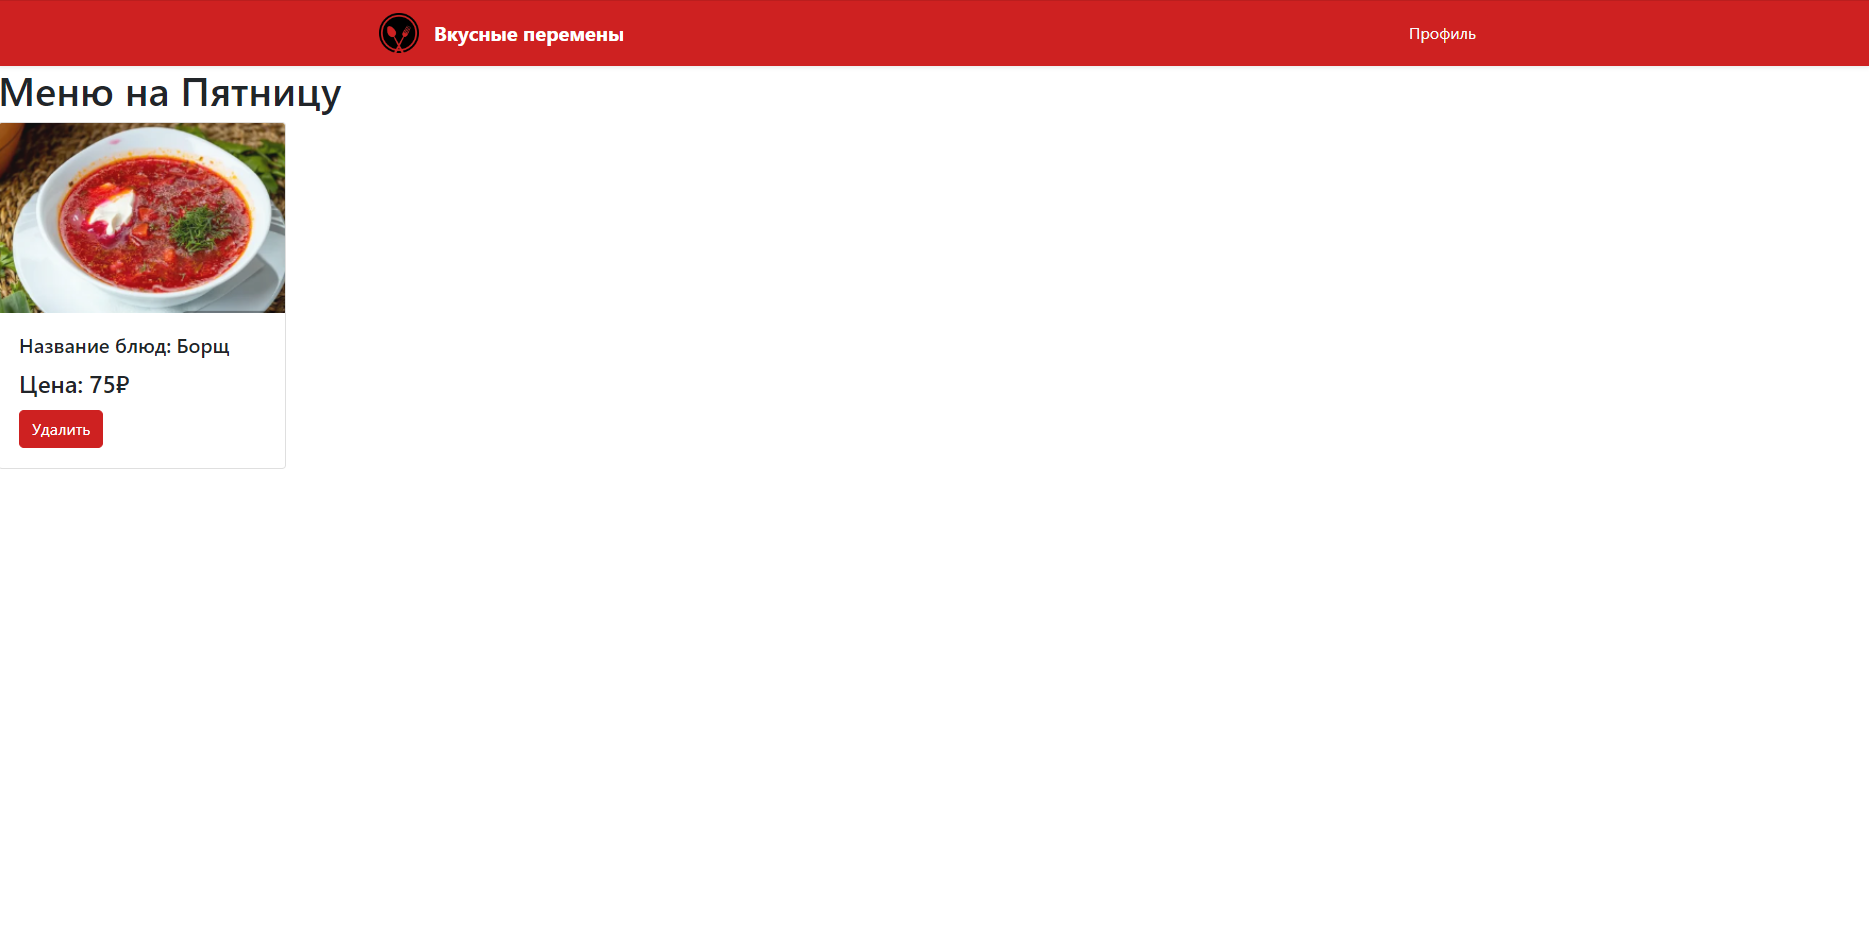 Вкусные перемены
Профиль
Меню на Пятницу
Название блюд: Борщ
Цена: 75₽
Удалить